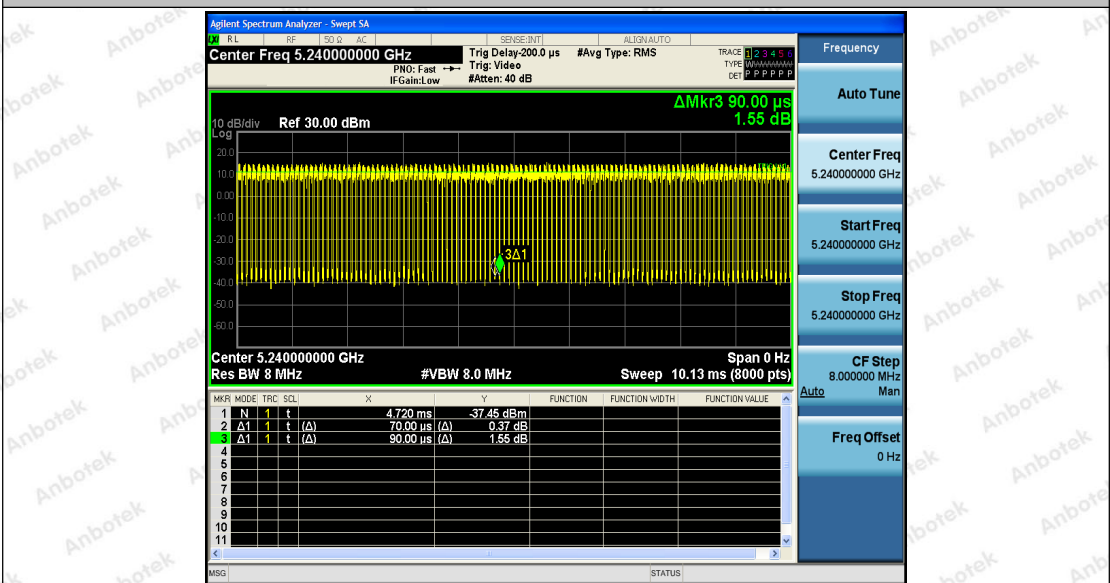 Agilent Spectrum Analyzer - Swept SA
RL RF 50 Ω AC SENSE:INT ALIGNAUTO
Center Freq 5.240000000 GHz
PNO: Fast
IFGain:Low
Trig Delay-200.0 µs
Trig: Video
#Atten: 40 dB
#Avg Type: RMS
TRACE 1 2 3 4 5 6
TYPE W
DET P P P P P P
ΔMkr3 90.00 µs
1.55 dB
10 dB/div Ref 30.00 dBm
Log
20.0
10.0
0.00
-10.0
-20.0
-30.0
-40.0
-50.0
-60.0
3Δ1
Center 5.240000000 GHz Span 0 Hz
Res BW 8 MHz #VBW 8.0 MHz Sweep 10.13 ms (8000 pts)
MKR MODE TRC SCL X Y FUNCTION FUNCTION WIDTH FUNCTION VALUE
1 N 1 t 4.720 ms -37.45 dBm
2 Δ1 1 t (Δ) 70.00 µs (Δ) 0.37 dB
3 Δ1 1 t (Δ) 90.00 µs (Δ) 1.55 dB
4
5
6
7
8
9
10
11
MSG STATUS
Frequency
Auto Tune
Center Freq
5.240000000 GHz
Start Freq
5.240000000 GHz
Stop Freq
5.240000000 GHz
CF Step
8.000000 MHz
Auto Man
Freq Offset
0 Hz
Anbotek